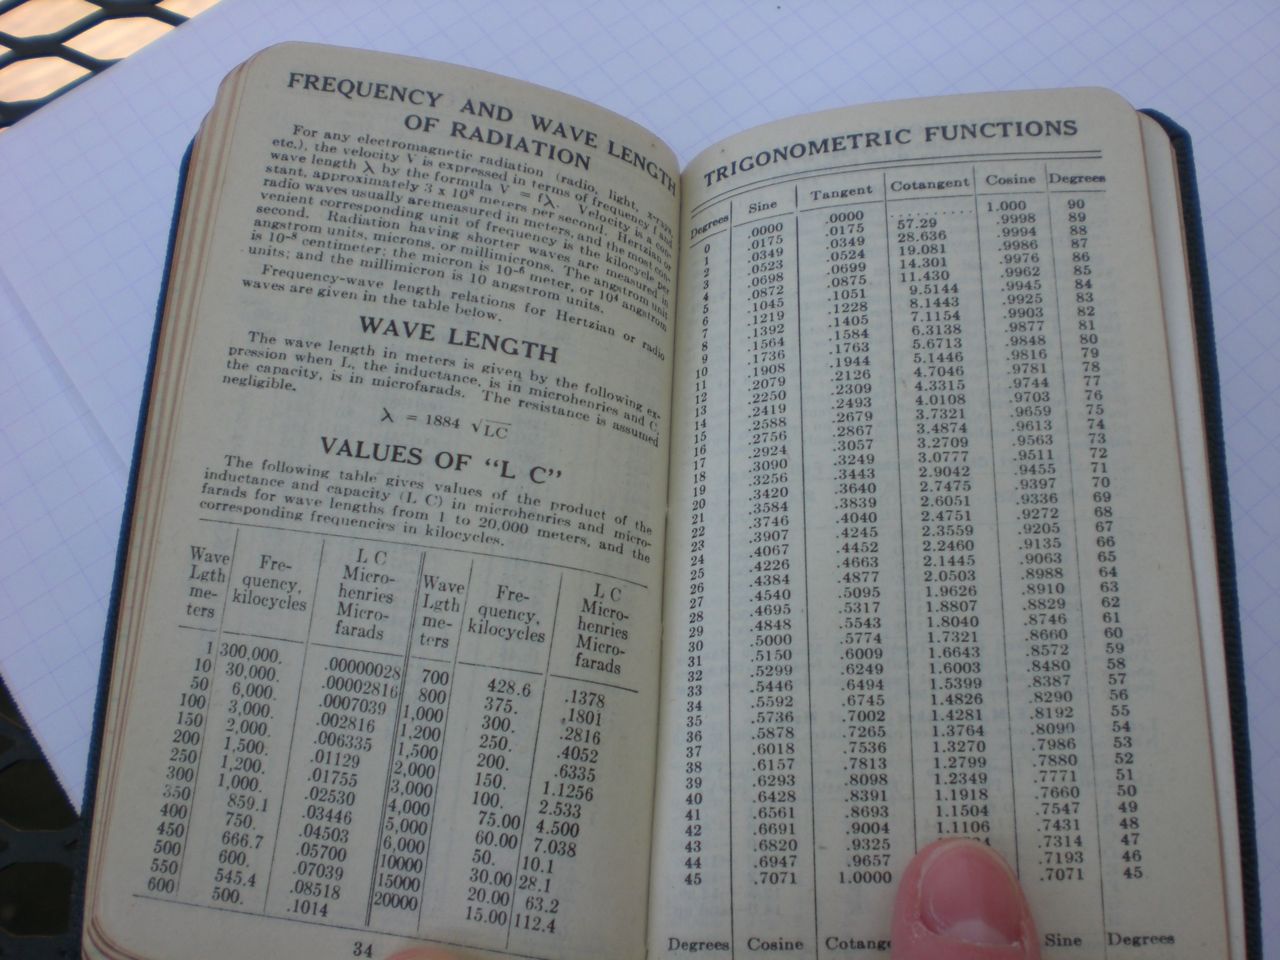 FREQUENCY AND WAVE LENGTH
OF RADIATION
For any electromagnetic radiation (radio, light, x-rays,
etc.), the velocity V is expressed in terms of frequency f and
wave length λ by the formula V = fλ. Velocity is a con-
stant, approximately 3 x 10⁸ meters per second. Hertzian or
radio waves usually are measured in meters, and the most con-
venient corresponding unit of frequency is the kilocycle per
second. Radiation having shorter waves are measured in
angstrom units, microns, or millimicrons. The angstrom unit
is 10⁻⁸ centimeter; the micron is 10⁻⁶ meter, or 10⁴ angstrom
units; and the millimicron is 10 angstrom units.
Frequency-wave length relations for Hertzian or radio
waves are given in the table below.
WAVE LENGTH
The wave length in meters is given by the following ex-
pression when L, the inductance, is in microhenries and C,
the capacity, is in microfarads. The resistance is assumed
negligible.
λ = 1884 √LC
VALUES OF "L C"
The following table gives values of the product of the
inductance and capacity (L C) in microhenries and micro-
farads for wave lengths from 1 to 20,000 meters, and the
corresponding frequencies in kilocycles.
Wave Lgth me-ters Fre-quency, kilocycles L C Micro-henries Micro-farads Wave Lgth me-ters Fre-quency, kilocycles L C Micro-henries Micro-farads
1 300,000. .00000028 700 428.6 .1378
10 30,000. .00002816 800 375. .1801
50 6,000. .0007039 1,000 300. .2816
100 3,000. .002816 1,200 250. .4052
150 2,000. .006335 1,500 200. .6335
200 1,500. .01129 2,000 150. 1.1256
250 1,200. .01755 3,000 100. 2.533
300 1,000. .02530 4,000 75.00 4.500
350 859.1 .03446 5,000 60.00 7.038
400 750. .04503 6,000 50. 10.1
450 666.7 .05700 10000 30.00 28.1
500 600. .07039 15000 20.00 63.2
550 545.4 .08518 20000 15.00 112.4
600 500. .1014
34
TRIGONOMETRIC FUNCTIONS
Degrees Sine Tangent Cotangent Cosine Degrees
0 .0000 .0000 ........ 1.000 90
1 .0175 .0175 57.29 .9998 89
2 .0349 .0349 28.636 .9994 88
3 .0523 .0524 19.081 .9986 87
4 .0698 .0699 14.301 .9976 86
5 .0872 .0875 11.430 .9962 85
6 .1045 .1051 9.5144 .9945 84
7 .1219 .1228 8.1443 .9925 83
8 .1392 .1405 7.1154 .9903 82
9 .1564 .1584 6.3138 .9877 81
10 .1736 .1763 5.6713 .9848 80
11 .1908 .1944 5.1446 .9816 79
12 .2079 .2126 4.7046 .9781 78
13 .2250 .2309 4.3315 .9744 77
14 .2419 .2493 4.0108 .9703 76
15 .2588 .2679 3.7321 .9659 75
16 .2756 .2867 3.4874 .9613 74
17 .2924 .3057 3.2709 .9563 73
18 .3090 .3249 3.0777 .9511 72
19 .3256 .3443 2.9042 .9455 71
20 .3420 .3640 2.7475 .9397 70
21 .3584 .3839 2.6051 .9336 69
22 .3746 .4040 2.4751 .9272 68
23 .3907 .4245 2.3559 .9205 67
24 .4067 .4452 2.2460 .9135 66
25 .4226 .4663 2.1445 .9063 65
26 .4384 .4877 2.0503 .8988 64
27 .4540 .5095 1.9626 .8910 63
28 .4695 .5317 1.8807 .8829 62
29 .4848 .5543 1.8040 .8746 61
30 .5000 .5774 1.7321 .8660 60
31 .5150 .6009 1.6643 .8572 59
32 .5299 .6249 1.6003 .8480 58
33 .5446 .6494 1.5399 .8387 57
34 .5592 .6745 1.4826 .8290 56
35 .5736 .7002 1.4281 .8192 55
36 .5878 .7265 1.3764 .8090 54
37 .6018 .7536 1.3270 .7986 53
38 .6157 .7813 1.2799 .7880 52
39 .6293 .8098 1.2349 .7771 51
40 .6428 .8391 1.1918 .7660 50
41 .6561 .8693 1.1504 .7547 49
42 .6691 .9004 1.1106 .7431 48
43 .6820 .9325 .7314 47
44 .6947 .9657 .7193 46
45 .7071 1.0000 .7071 45
Degrees Cosine Cotange Sine Degrees